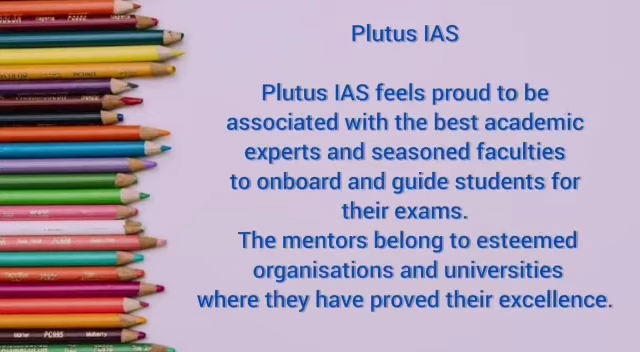 Plutus IAS
Plutus IAS feels proud to be
associated with the best academic
experts and seasoned faculties
to onboard and guide students for
their exams.
The mentors belong to esteemed
organisations and universities
where they have proved their excellence.
PC995 Mulberry